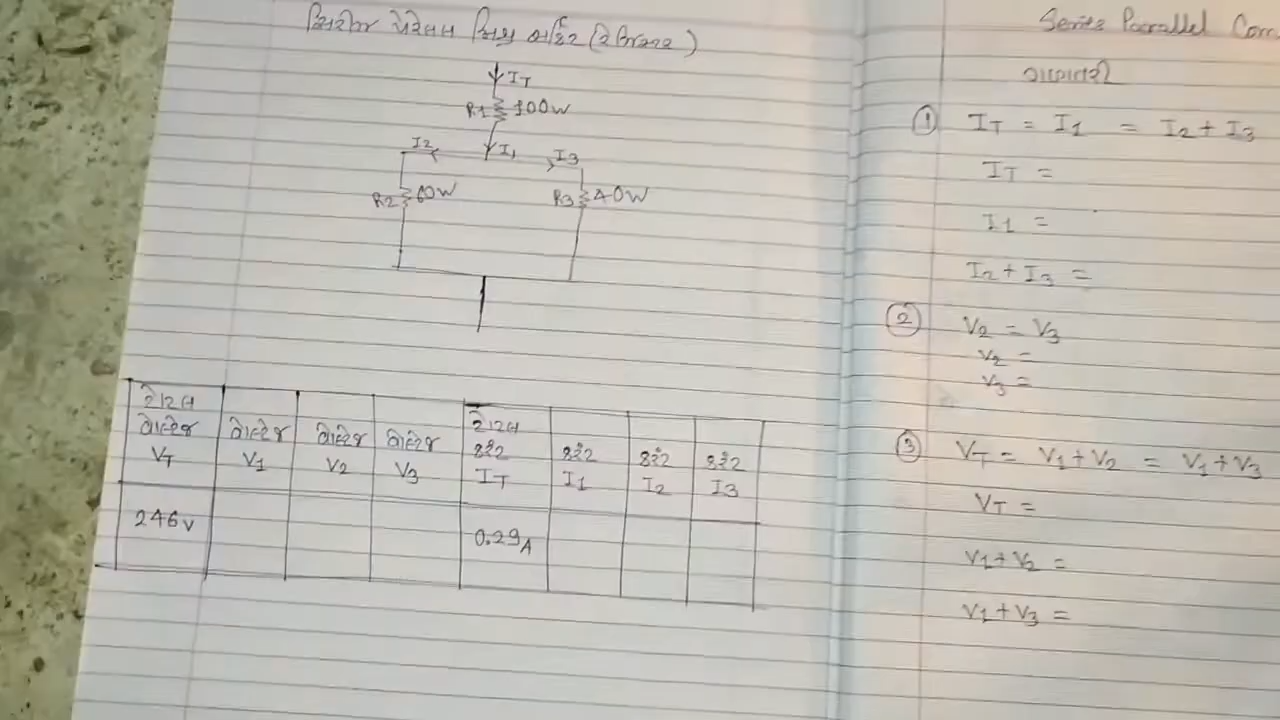 સિરીઝ પેરેલલ મિક્ષ સર્કિટ (
IT
R1 100W
I2 I1 I3
R2 60W R3 40W
ટોટલ
વોલ્ટેજ
VT
વોલ્ટેજ
V1
વોલ્ટેજ
V2
વોલ્ટેજ
V3
ટોટલ
કરંટ
IT
કરંટ
I1
કરંટ
I2
કરંટ
I3
246V
0.29A
Series Parallel
① IT = I1 = I2 + I3
IT =
I1 =
I2 + I3 =
② V2 = V3
V2 =
V3 =
③ VT = V1 + V2 = V1 + V3
VT =
V1 + V2 =
V1 + V3 =